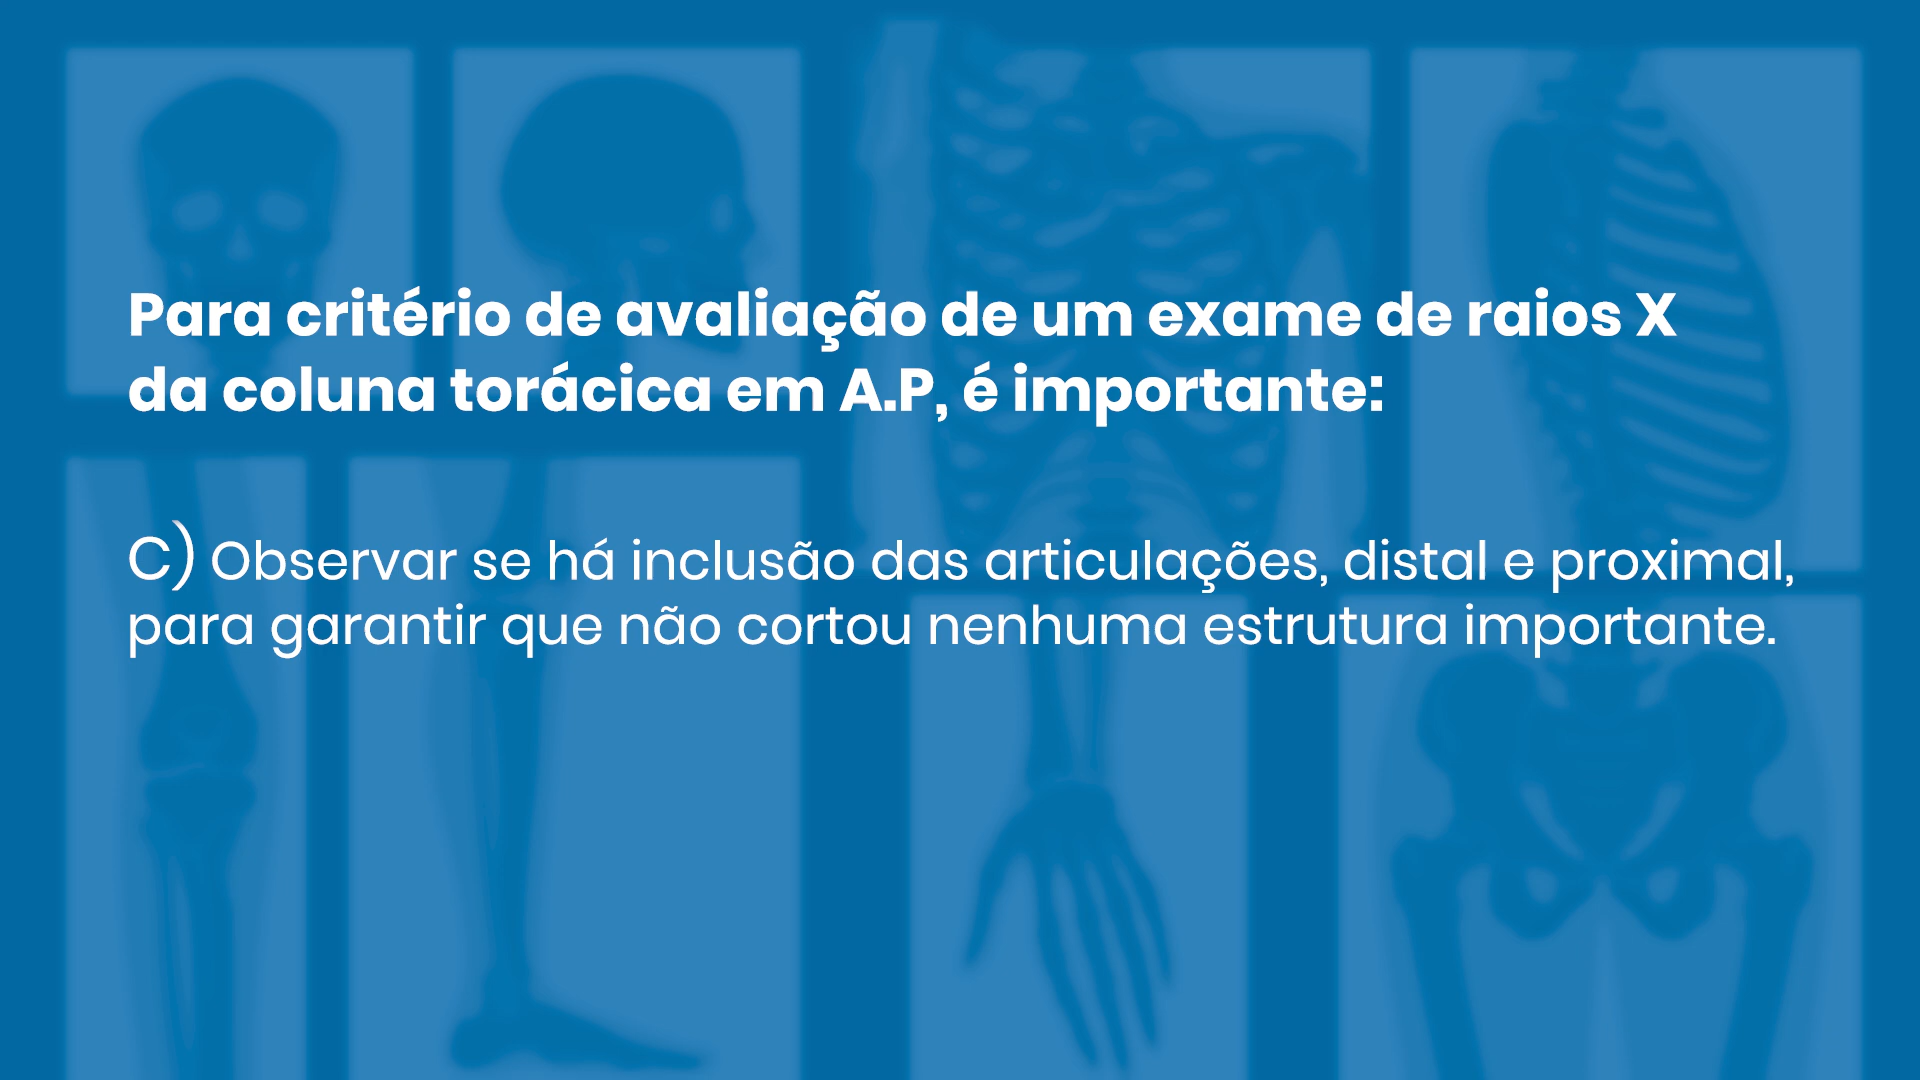 Para critério de avaliação de um exame de raios X
da coluna torácica em A.P, é importante:
C) Observar se há inclusão das articulações, distal e proximal,
para garantir que não cortou nenhuma estrutura importante.